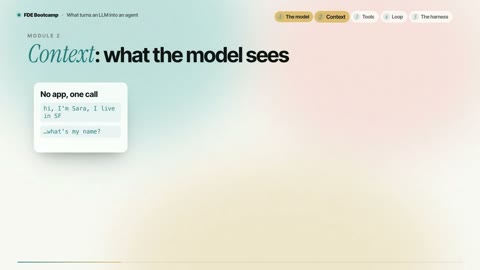 FDE Bootcamp · What turns an LLM into an agent
1 The model
2 Context
3 Tools
4 Loop
5 The harness
MODULE 2
Context: what the model sees
No app, one call
hi, I'm Sara, I live
in SF
…what's my name?